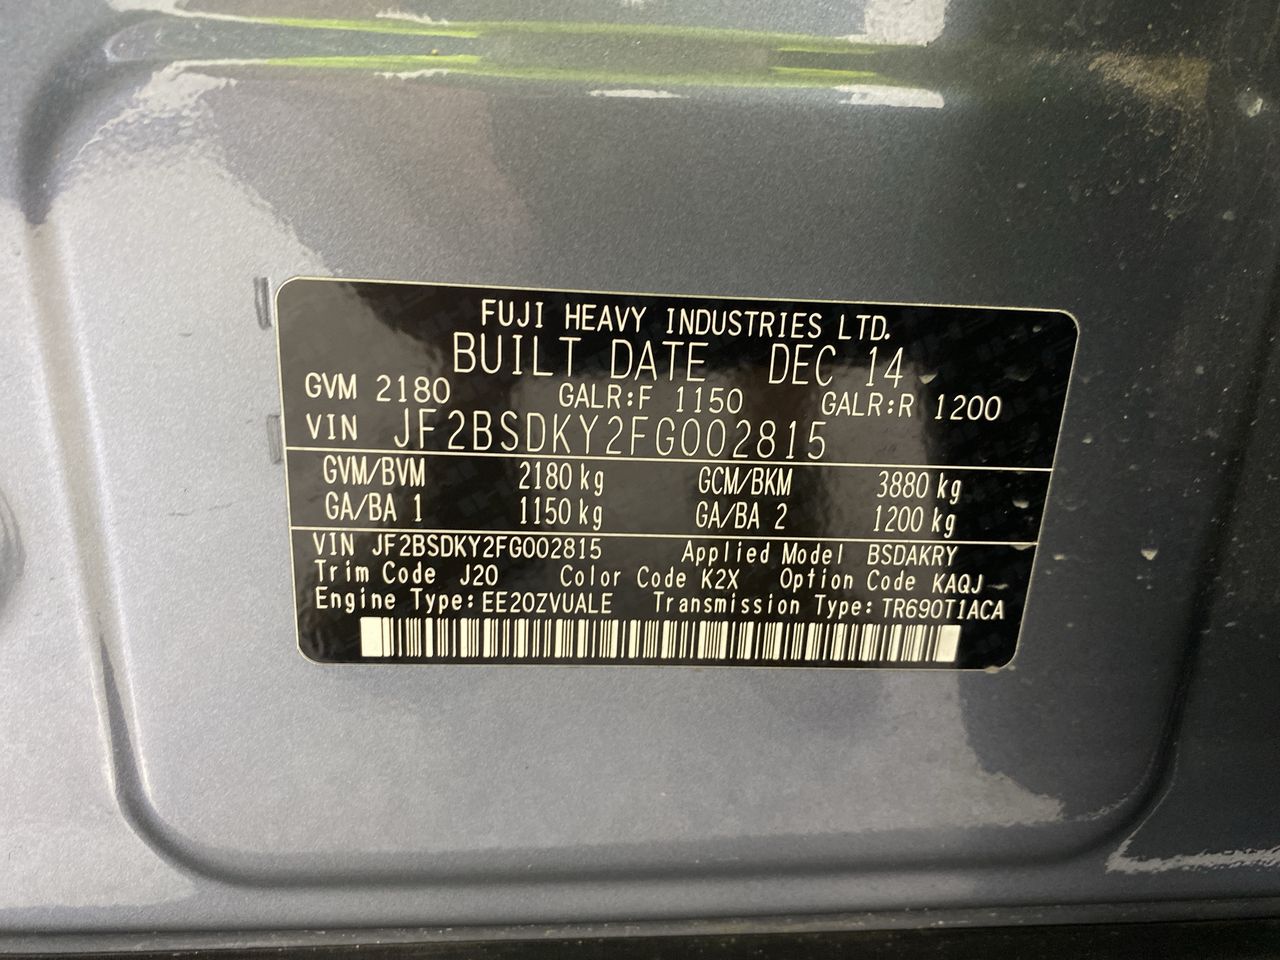 FUJI HEAVY INDUSTRIES LTD.
BUILT DATE DEC 14
GVM 2180 GALR:F 1150 GALR:R 1200
VIN JF2BSDKY2FG002815
GVM/BVM 2180 kg GCM/BKM 3880 kg
GA/BA 1 1150 kg GA/BA 2 1200 kg
VIN JF2BSDKY2FG002815 Applied Model BSDAKRY
Trim Code J20 Color Code K2X Option Code KAQJ
Engine Type: EE20ZVUALE Transmission Type: TR690T1ACA